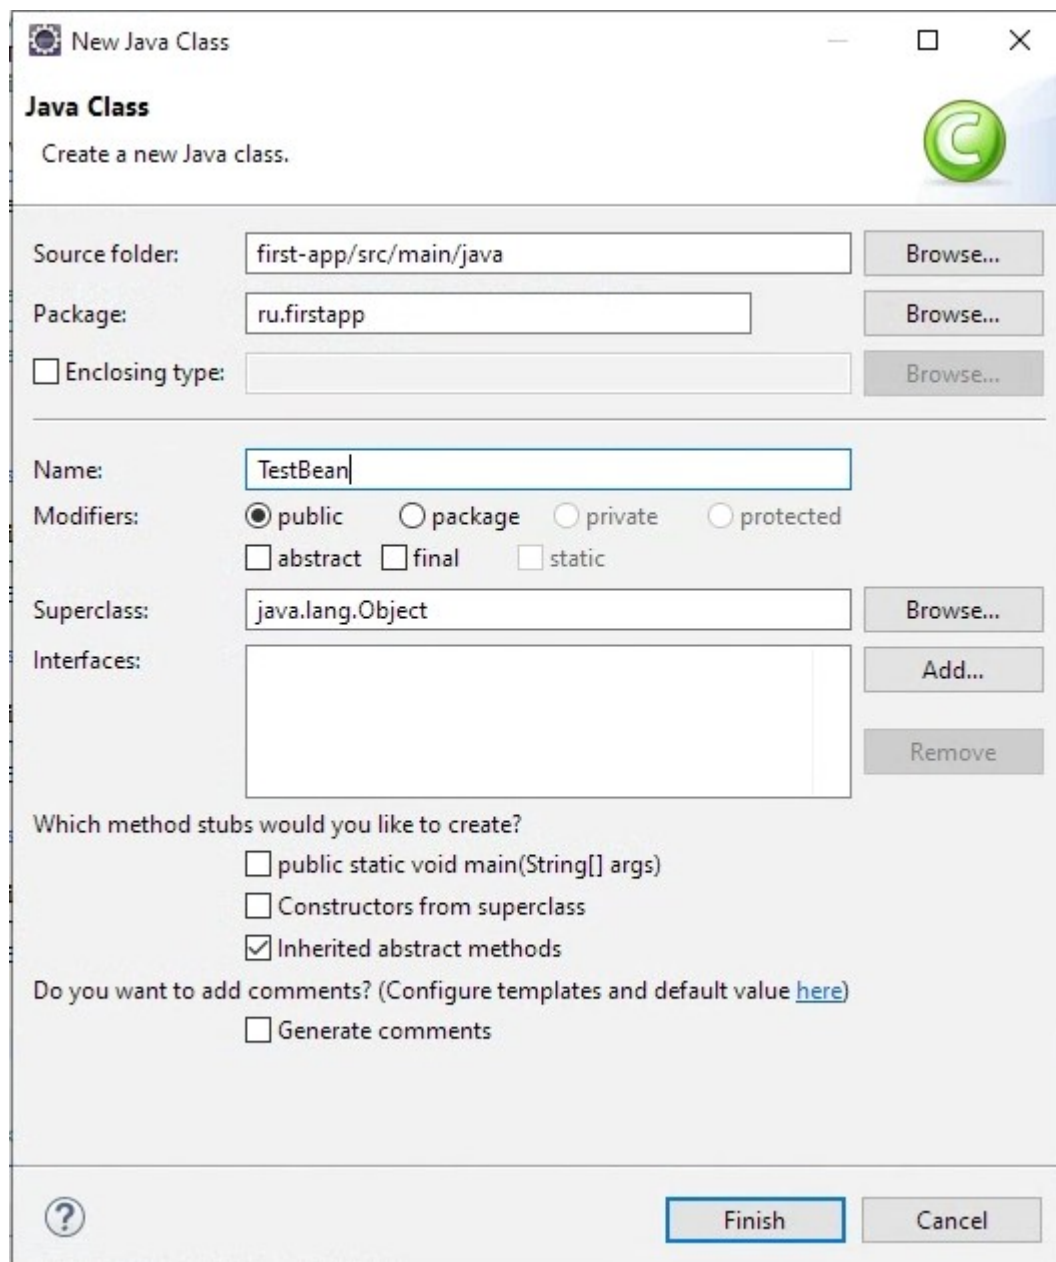 New Java Class
Java Class
Create a new Java class.
Source folder: first-app/src/main/java Browse...
Package: ru.firstapp Browse...
Enclosing type: Browse...
Name: TestBean
Modifiers: public package private protected
abstract final static
Superclass: java.lang.Object Browse...
Interfaces: Add...
Remove
Which method stubs would you like to create?
public static void main(String[] args)
Constructors from superclass
Inherited abstract methods
Do you want to add comments? (Configure templates and default value here)
Generate comments
? Finish Cancel